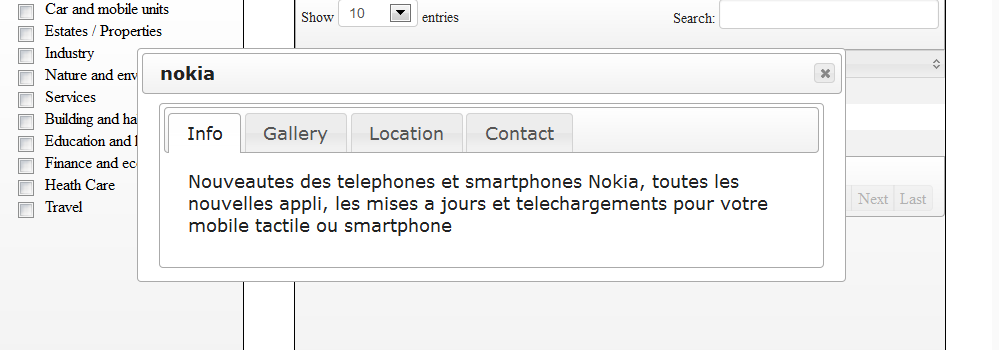 Car and mobile units
Estates / Properties
Industry
Nature and env
Services
Building and ha
Education and
Finance and ec
Heath Care
Travel
Show 10 entries
Search:
nokia
Info Gallery Location Contact
Nouveautes des telephones et smartphones Nokia, toutes les
nouvelles appli, les mises a jours et telechargements pour votre
mobile tactile ou smartphone
Next Last